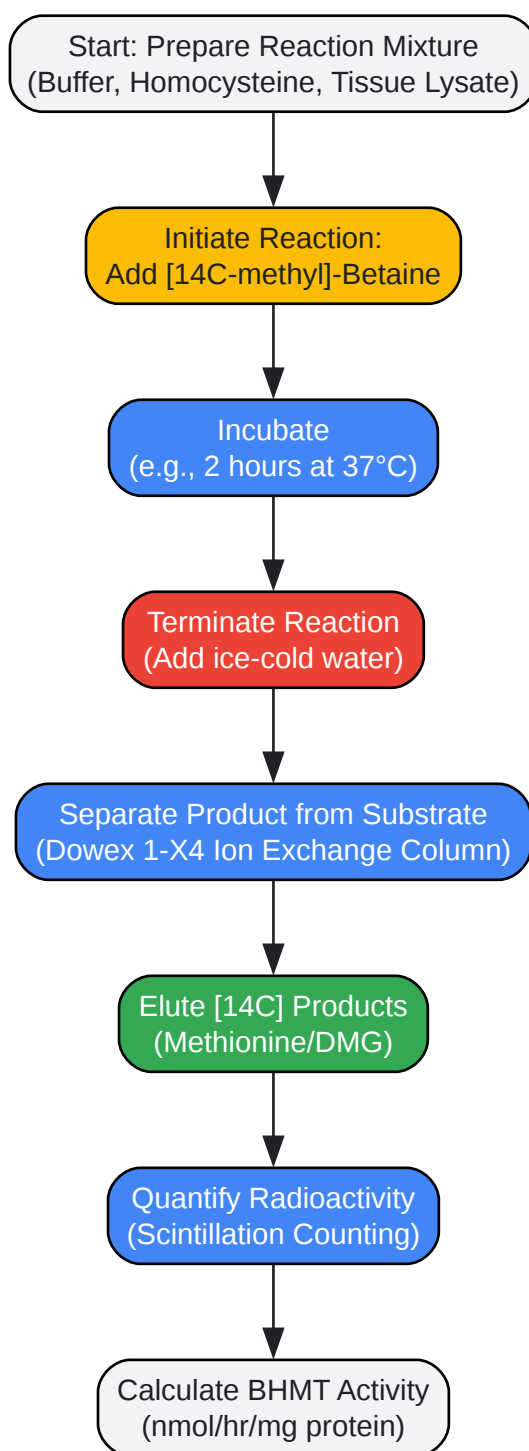 Start: Prepare Reaction Mixture
(Buffer, Homocysteine, Tissue Lysate)
Initiate Reaction:
Add [14C-methyl]-Betaine
Incubate
(e.g., 2 hours at 37°C)
Terminate Reaction
(Add ice-cold water)
Separate Product from Substrate
(Dowex 1-X4 Ion Exchange Column)
Elute [14C] Products
(Methionine/DMG)
Quantify Radioactivity
(Scintillation Counting)
Calculate BHMT Activity
(nmol/hr/mg protein)